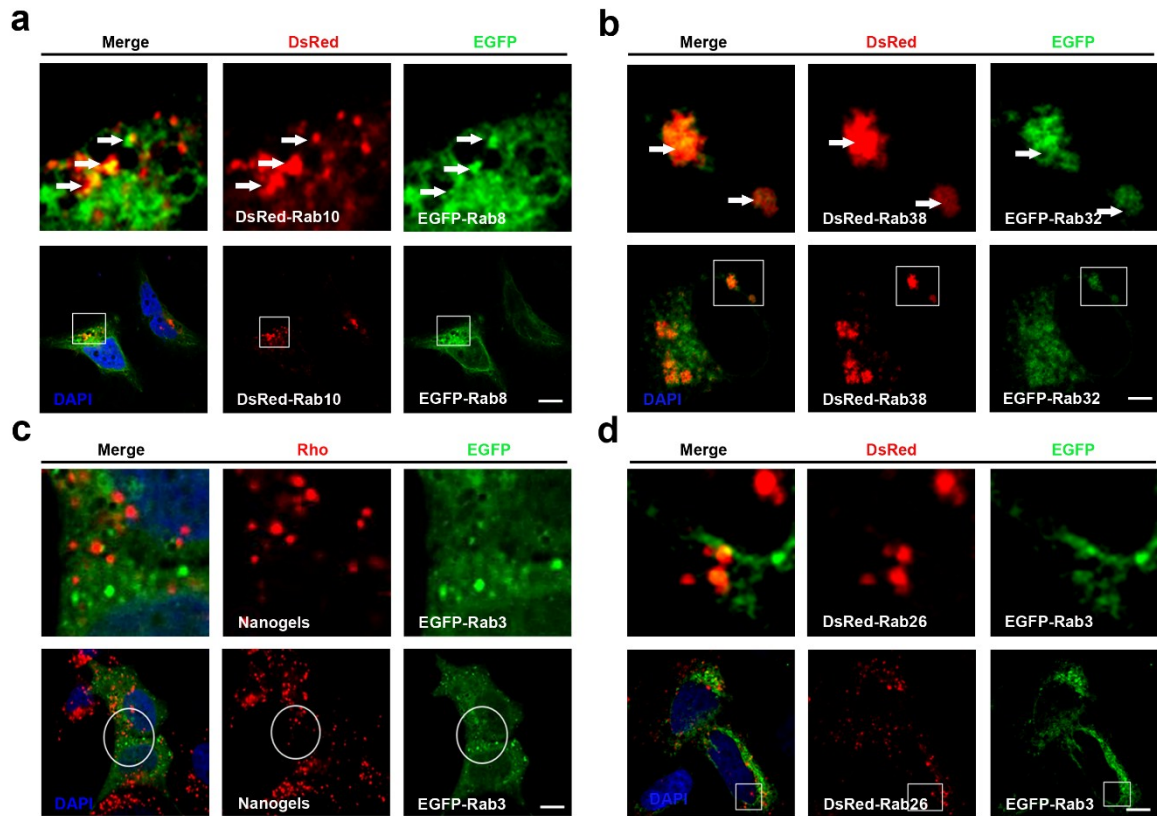 a
Merge DsRed EGFP
DsRed-Rab10 EGFP-Rab8
DAPI DsRed-Rab10 EGFP-Rab8
b
Merge DsRed EGFP
DsRed-Rab38 EGFP-Rab32
DAPI DsRed-Rab38 EGFP-Rab32
c
Merge Rho EGFP
Nanogels EGFP-Rab3
DAPI Nanogels EGFP-Rab3
d
Merge DsRed EGFP
DsRed-Rab26 EGFP-Rab3
DAPI DsRed-Rab26 EGFP-Rab3